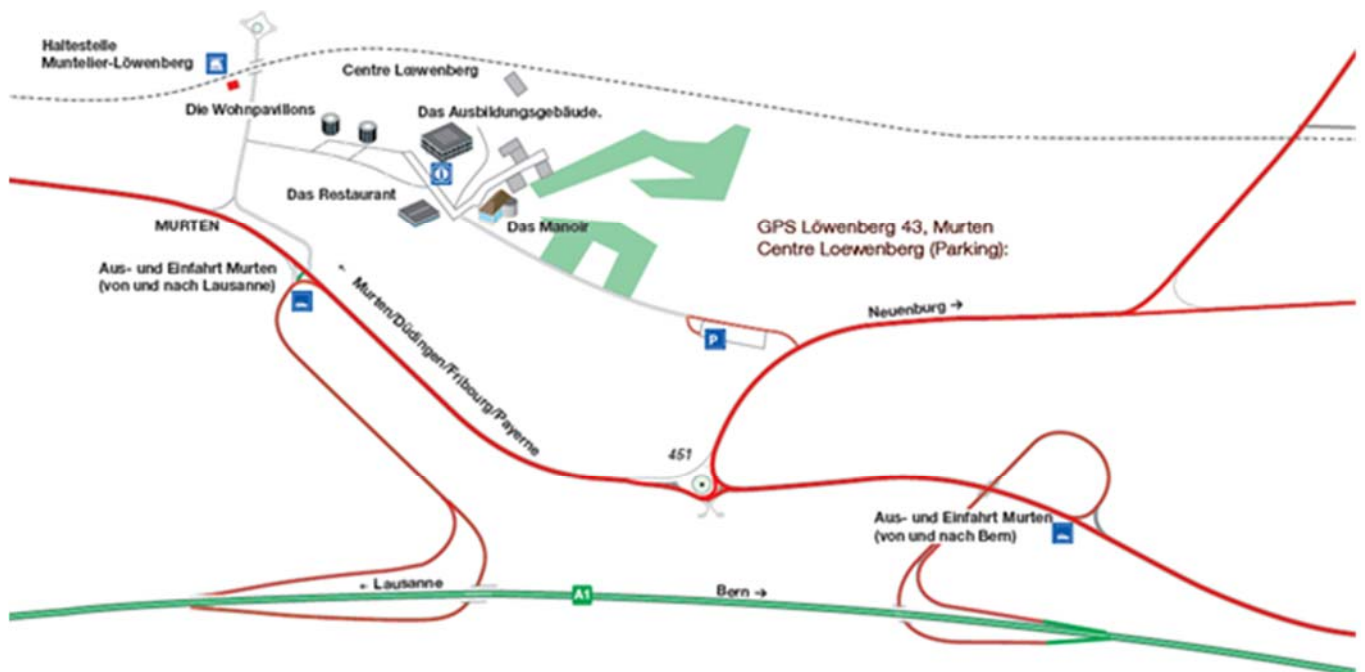 Haltestelle
Muntelier-Löwenberg
Centre Lœwenberg
Die Wohnpavillons
Das Ausbildungsgebäude.
Das Restaurant
Das Manoir
MURTEN
GPS Löwenberg 43, Murten
Centre Loewenberg (Parking):
Aus- und Einfahrt Murten
(von und nach Lausanne)
← Murten/Düdingen/Fribourg/Payerne
Neuenburg →
P
451
Aus- und Einfahrt Murten
(von und nach Bern)
← Lausanne
A1
Bern →